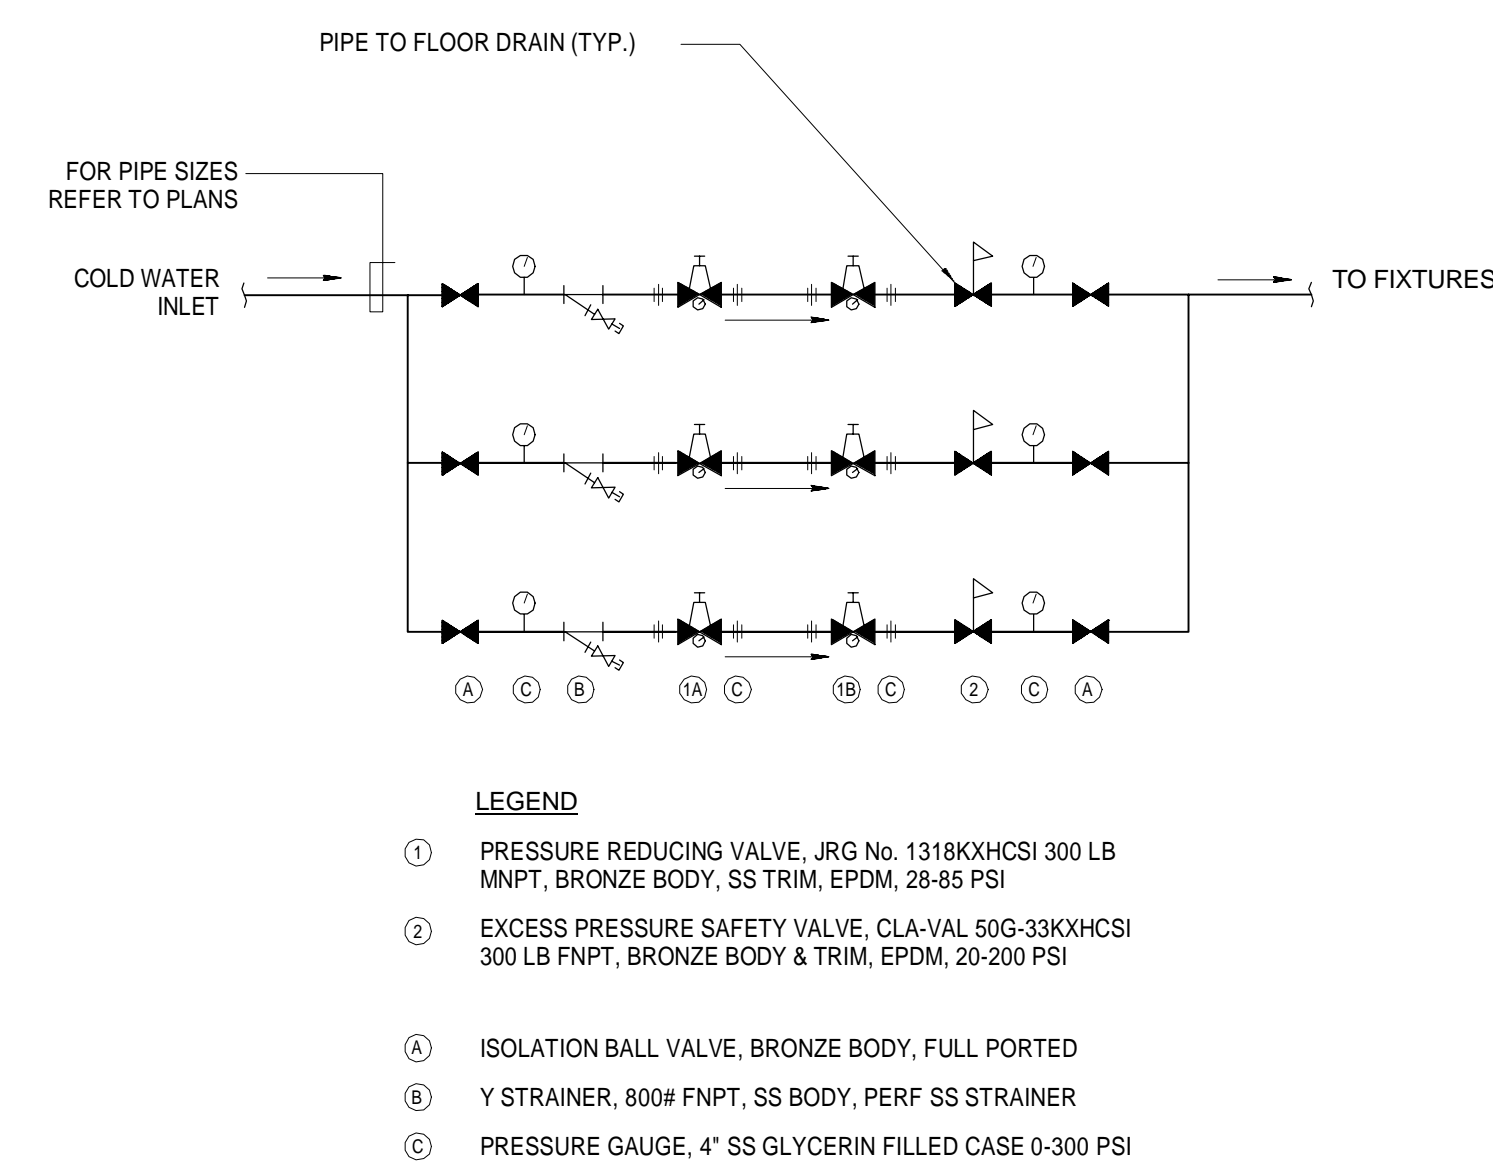 PIPE TO FLOOR DRAIN (TYP.)
FOR PIPE SIZES
REFER TO PLANS
COLD WATER
INLET
TO FIXTURES
A C B 1A C 1B C 2 C A
LEGEND
1 PRESSURE REDUCING VALVE, JRG No. 1318KXHCSI 300 LB
MNPT, BRONZE BODY, SS TRIM, EPDM, 28-85 PSI
2 EXCESS PRESSURE SAFETY VALVE, CLA-VAL 50G-33KXHCSI
300 LB FNPT, BRONZE BODY & TRIM, EPDM, 20-200 PSI
A ISOLATION BALL VALVE, BRONZE BODY, FULL PORTED
B Y STRAINER, 800# FNPT, SS BODY, PERF SS STRAINER
C PRESSURE GAUGE, 4" SS GLYCERIN FILLED CASE 0-300 PSI